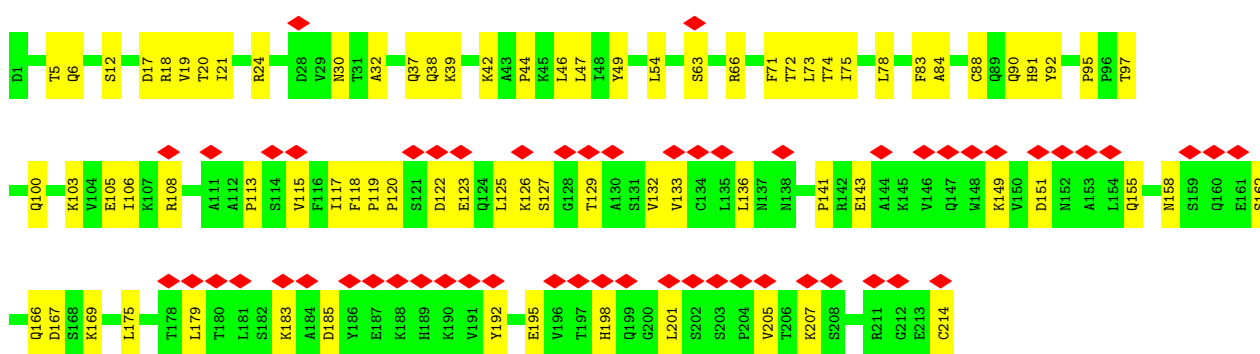 D1 T5 Q6 S12 D17 R18 V19 T20 I21 R24 D28 V29 N30 T31 A32 Q37 Q38 K39 K42 A43 P44 K45 L46 L47 I48 Y49 L54 S63 R66 F71 T72 L73 T74 I75 L78 F83 A84 C88 Q89 Q90 H91 Y92 P95 P96 T97
Q100 K103 V104 E105 I106 K107 R108 A111 A112 P113 S114 V115 F116 I117 F118 P119 P120 S121 D122 E123 Q124 L125 K126 S127 G128 T129 A130 S131 V132 V133 C134 L135 L136 N137 N138 P141 R142 E143 A144 K145 V146 Q147 W148 K149 V150 D151 N152 A153 L154 Q155 N158 S159 Q160 E161 S162
Q166 D167 S168 K169 L175 T178 L179 T180 L181 S182 K183 A184 D185 Y186 E187 K188 H189 K190 V191 Y192 E195 V196 T197 H198 Q199 G200 L201 S202 S203 P204 V205 T206 K207 S208 R211 G212 E213 C214